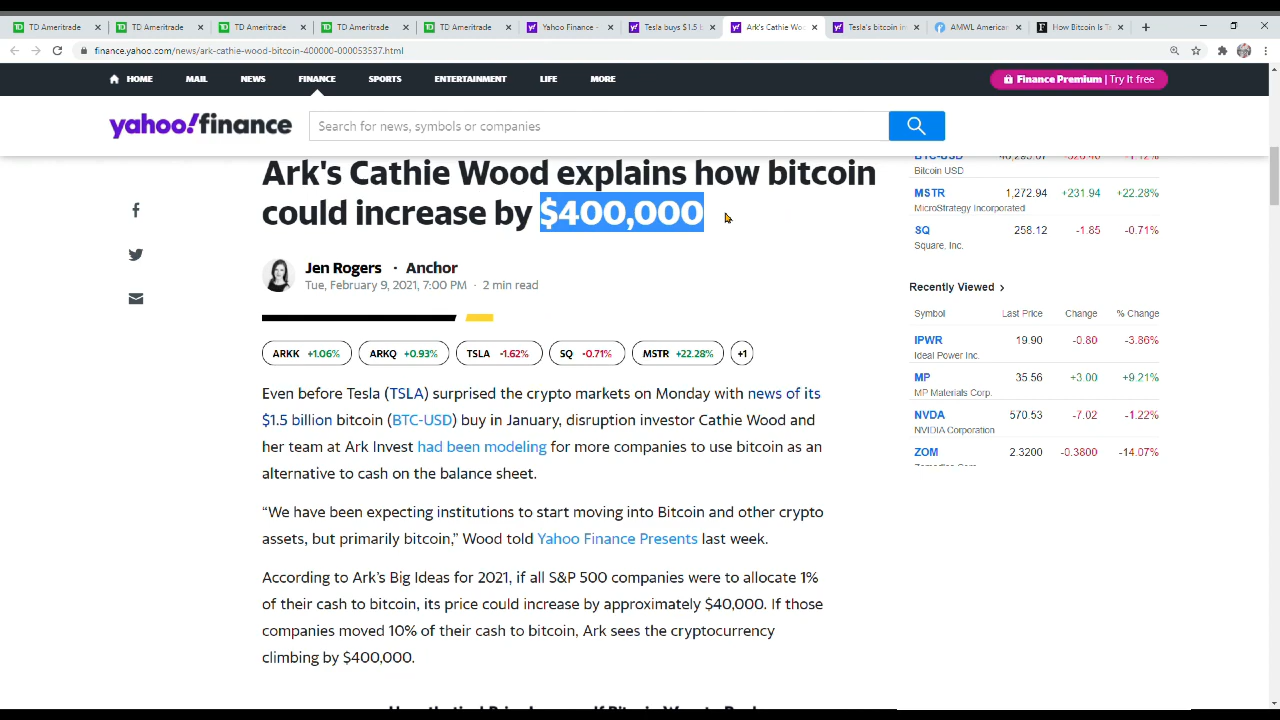 TD Ameritrade
TD Ameritrade
TD Ameritrade
TD Ameritrade
TD Ameritrade
Yahoo Finance -
Tesla buys $1.5 b
Ark's Cathie Woo
Tesla's bitcoin in
AMWL American
How Bitcoin Is Tr
finance.yahoo.com/news/ark-cathie-wood-bitcoin-400000-000053537.html
HOME MAIL NEWS FINANCE SPORTS ENTERTAINMENT LIFE MORE
Finance Premium | Try it free
yahoo!finance
Search for news, symbols or companies
Ark's Cathie Wood explains how bitcoin
could increase by $400,000
Jen Rogers · Anchor
Tue, February 9, 2021, 7:00 PM · 2 min read
ARKK +1.06% ARKQ +0.93% TSLA -1.62% SQ -0.71% MSTR +22.28% +1
Even before Tesla (TSLA) surprised the crypto markets on Monday with news of its
$1.5 billion bitcoin (BTC-USD) buy in January, disruption investor Cathie Wood and
her team at Ark Invest had been modeling for more companies to use bitcoin as an
alternative to cash on the balance sheet.
“We have been expecting institutions to start moving into Bitcoin and other crypto
assets, but primarily bitcoin,” Wood told Yahoo Finance Presents last week.
According to Ark’s Big Ideas for 2021, if all S&P 500 companies were to allocate 1%
of their cash to bitcoin, its price could increase by approximately $40,000. If those
companies moved 10% of their cash to bitcoin, Ark sees the cryptocurrency
climbing by $400,000.
BTC-USD
Bitcoin USD
MSTR 1,272.94 +231.94 +22.28%
MicroStrategy Incorporated
SQ 258.12 -1.85 -0.71%
Square, Inc.
Recently Viewed
Symbol Last Price Change % Change
IPWR 19.90 -0.80 -3.86%
Ideal Power Inc.
MP 35.56 +3.00 +9.21%
MP Materials Corp.
NVDA 570.53 -7.02 -1.22%
NVIDIA Corporation
ZOM 2.3200 -0.3800 -14.07%